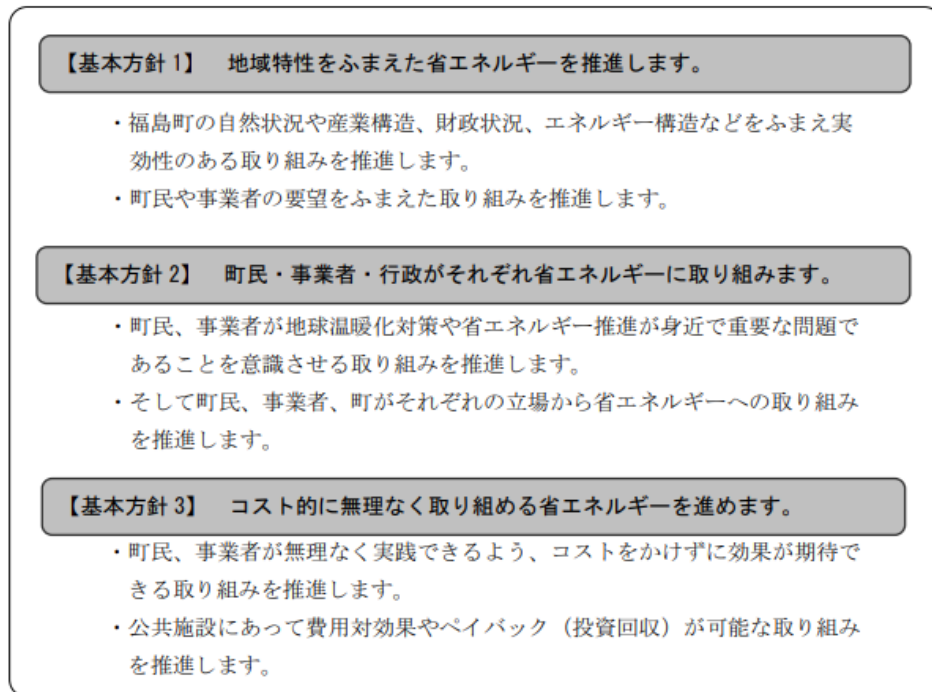 【基本方針 1】　地域特性をふまえた省エネルギーを推進します。
・福島町の自然状況や産業構造、財政状況、エネルギー構造などをふまえ実
効性のある取り組みを推進します。
・町民や事業者の要望をふまえた取り組みを推進します。
【基本方針 2】　町民・事業者・行政がそれぞれ省エネルギーに取り組みます。
・町民、事業者が地球温暖化対策や省エネルギー推進が身近で重要な問題で
あることを意識させる取り組みを推進します。
・そして町民、事業者、町がそれぞれの立場から省エネルギーへの取り組み
を推進します。
【基本方針 3】　コスト的に無理なく取り組める省エネルギーを進めます。
・町民、事業者が無理なく実践できるよう、コストをかけずに効果が期待で
きる取り組みを推進します。
・公共施設にあって費用対効果やペイバック（投資回収）が可能な取り組み
を推進します。